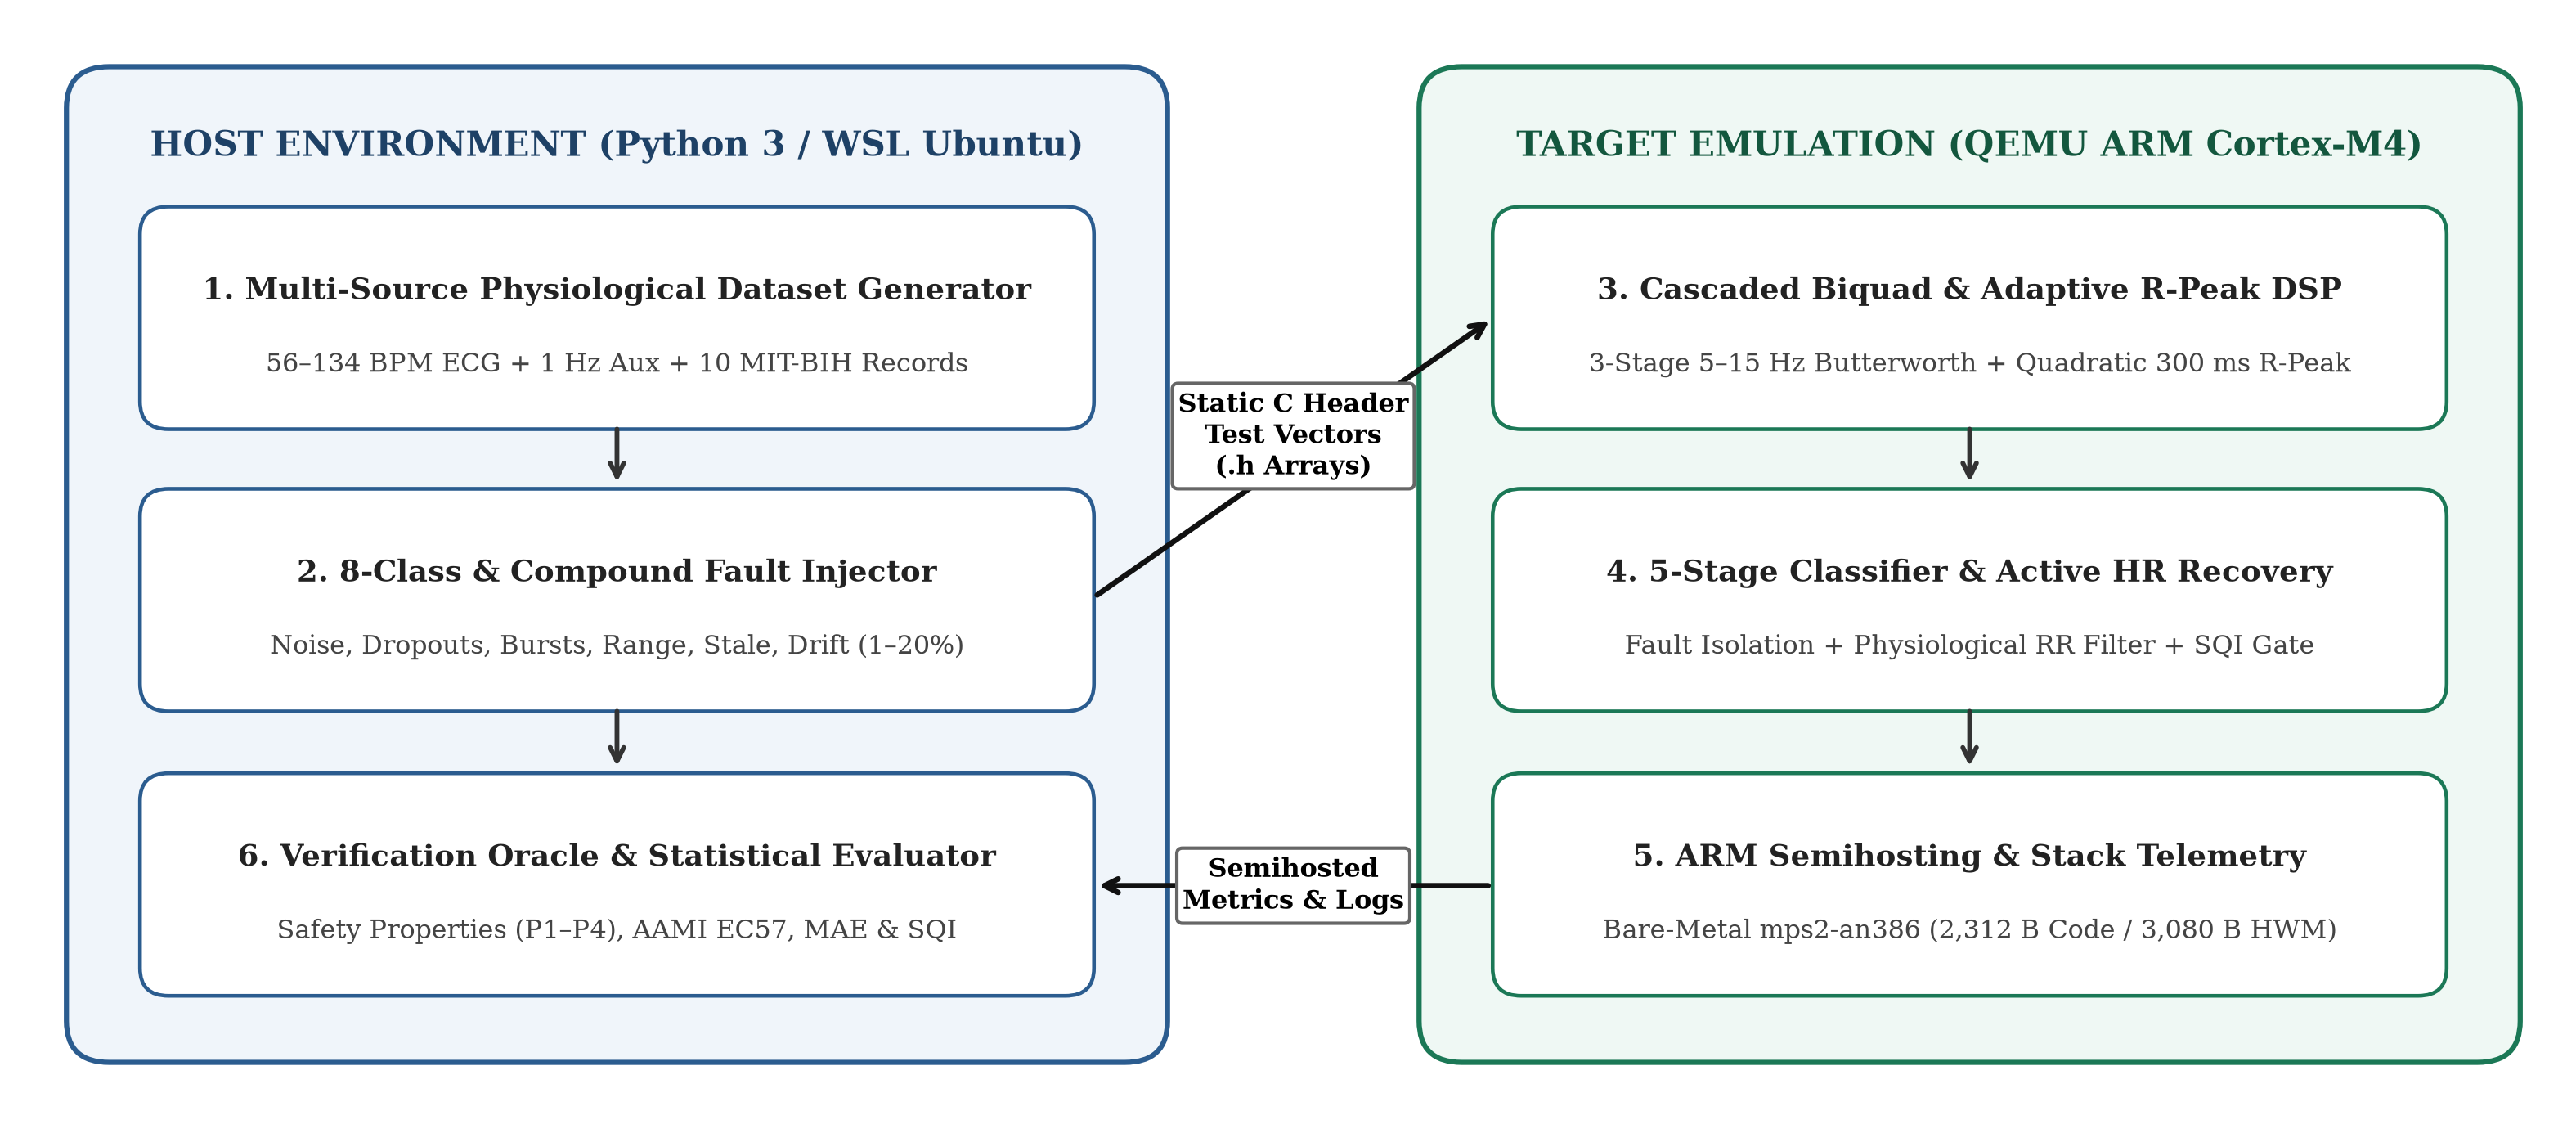 HOST ENVIRONMENT (Python 3 / WSL Ubuntu)
1. Multi-Source Physiological Dataset Generator
56–134 BPM ECG + 1 Hz Aux + 10 MIT-BIH Records
2. 8-Class & Compound Fault Injector
Noise, Dropouts, Bursts, Range, Stale, Drift (1–20%)
6. Verification Oracle & Statistical Evaluator
Safety Properties (P1–P4), AAMI EC57, MAE & SQI
Static C Header
Test Vectors
(.h Arrays)
Semihosted
Metrics & Logs
TARGET EMULATION (QEMU ARM Cortex-M4)
3. Cascaded Biquad & Adaptive R-Peak DSP
3-Stage 5–15 Hz Butterworth + Quadratic 300 ms R-Peak
4. 5-Stage Classifier & Active HR Recovery
Fault Isolation + Physiological RR Filter + SQI Gate
5. ARM Semihosting & Stack Telemetry
Bare-Metal mps2-an386 (2,312 B Code / 3,080 B HWM)